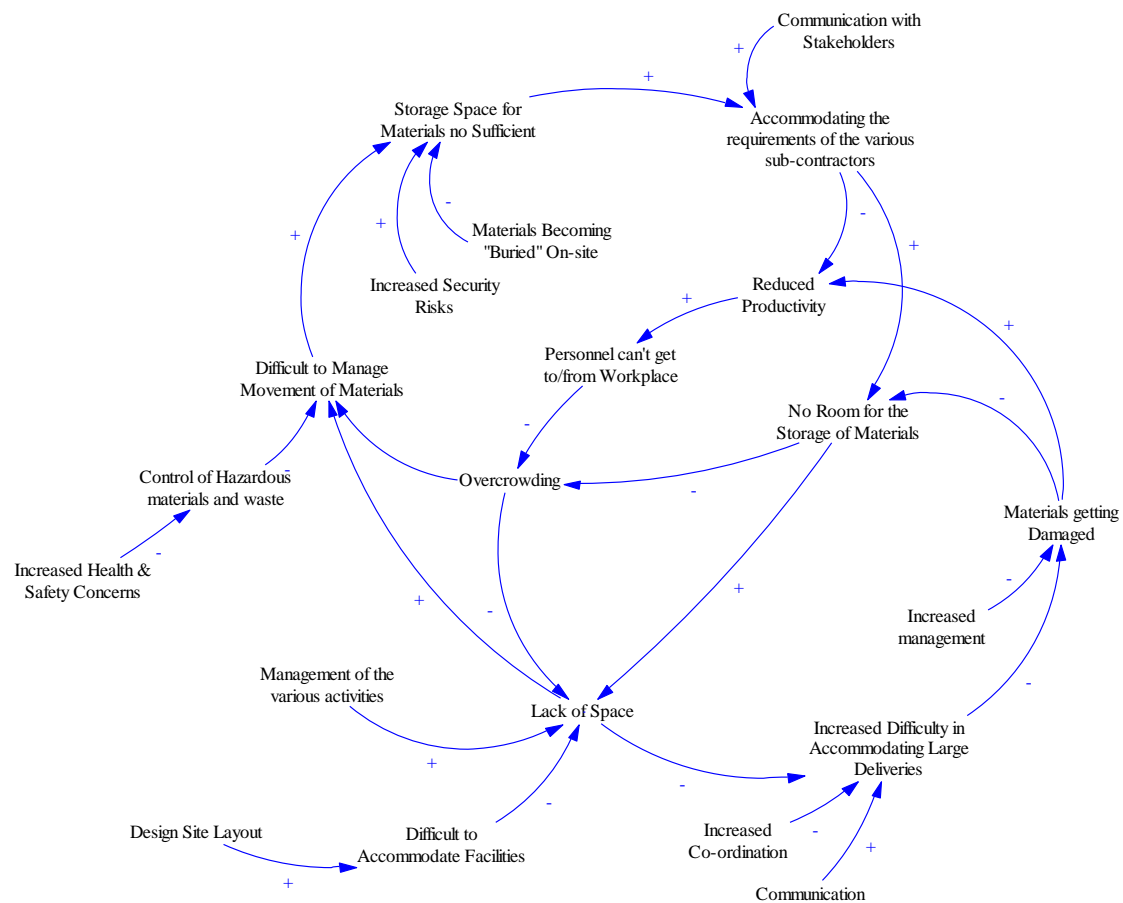 Communication with
Stakeholders
+
+
Storage Space for
Materials no Sufficient
Accommodating the
requirements of the various
sub-contractors
-
-
+
+
+
Materials Becoming
"Buried" On-site
Increased Security
Risks
Reduced
Productivity
+
+
Personnel can't get
to/from Workplace
Difficult to Manage
Movement of Materials
-
No Room for the
Storage of Materials
-
-
Control of Hazardous
materials and waste
Overcrowding
-
Materials getting
Damaged
-
Increased Health &
Safety Concerns
-
+
-
+
Increased
management
Management of the
various activities
-
Lack of Space
Increased Difficulty in
Accommodating Large
Deliveries
+
-
-
Design Site Layout
Difficult to
Accommodate Facilities
Increased
Co-ordination
-
+
+
Communication